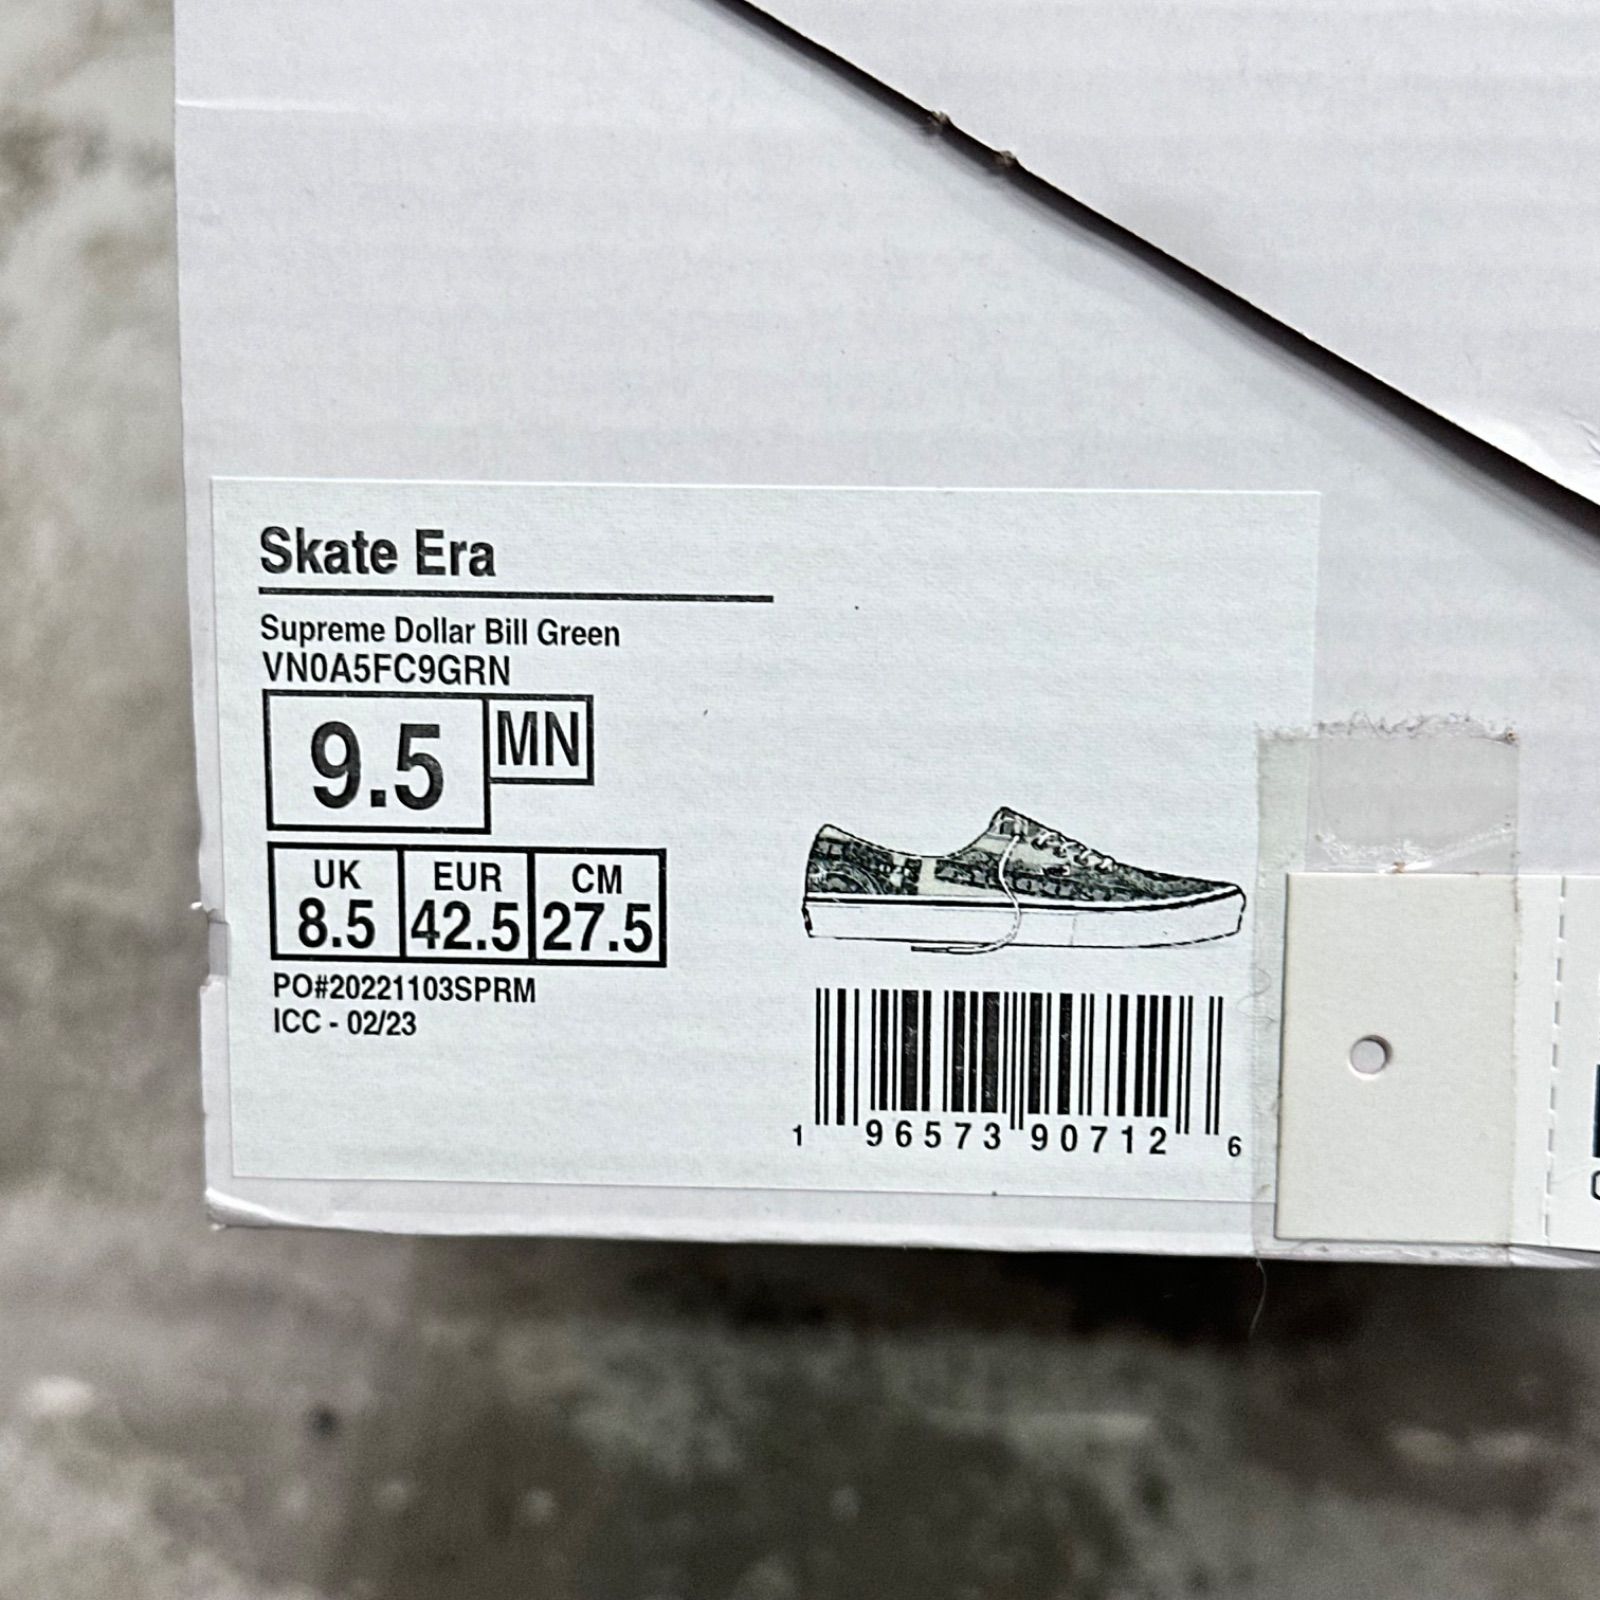 Skate Era
Supreme Dollar Bill Green
VN0A5FC9GRN
9.5 MN
UK EUR CM
8.5 42.5 27.5
PO#20221103SPRM
ICC - 02/23
1 96573 90712 6